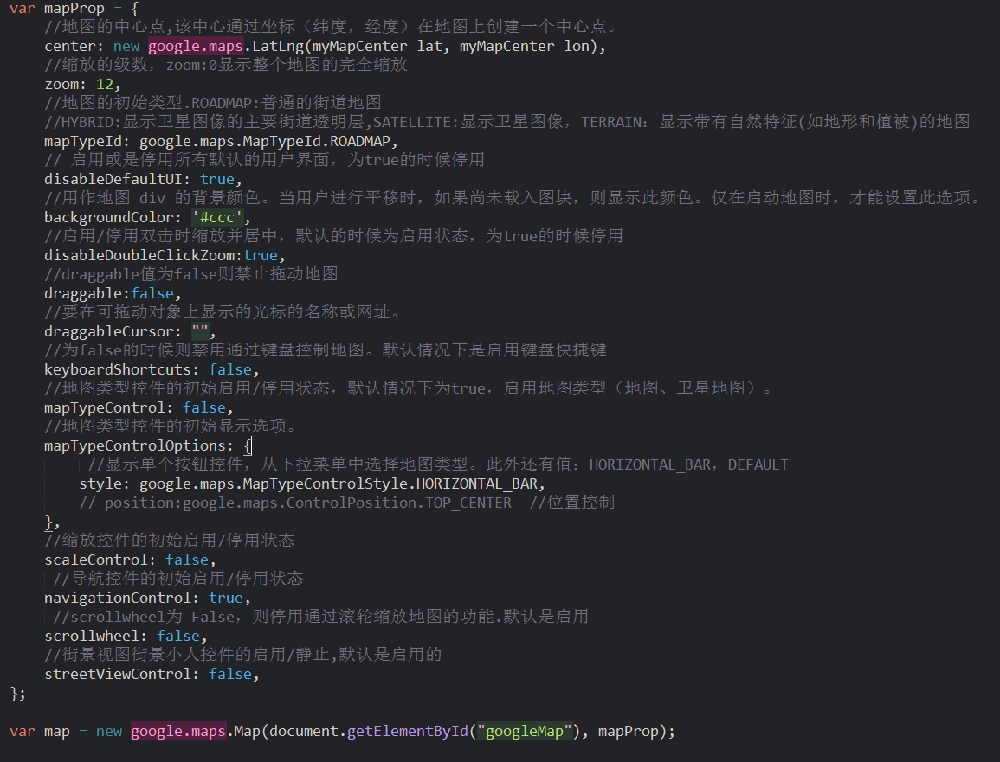 var mapProp = {
//地图的中心点,该中心通过坐标（纬度，经度）在地图上创建一个中心点。
center: new google.maps.LatLng(myMapCenter_lat, myMapCenter_lon),
//缩放的级数，zoom:0显示整个地图的完全缩放
zoom: 12,
//地图的初始类型.ROADMAP:普通的街道地图
//HYBRID:显示卫星图像的主要街道透明层,SATELLITE:显示卫星图像，TERRAIN：显示带有自然特征(如地形和植被)的地图
mapTypeId: google.maps.MapTypeId.ROADMAP,
// 启用或是停用所有默认的用户界面，为true的时候停用
disableDefaultUI: true,
//用作地图 div 的背景颜色。当用户进行平移时，如果尚未载入图块，则显示此颜色。仅在启动地图时，才能设置此选项。
backgroundColor: '#ccc',
//启用/停用双击时缩放并居中，默认的时候为启用状态，为true的时候停用
disableDoubleClickZoom:true,
//draggable值为false则禁止拖动地图
draggable:false,
//要在可拖动对象上显示的光标的名称或网址。
draggableCursor: "",
//为false的时候则禁用通过键盘控制地图。默认情况下是启用键盘快捷键
keyboardShortcuts: false,
//地图类型控件的初始启用/停用状态，默认情况下为true，启用地图类型（地图、卫星地图）。
mapTypeControl: false,
//地图类型控件的初始显示选项。
mapTypeControlOptions: {
//显示单个按钮控件，从下拉菜单中选择地图类型。此外还有值：HORIZONTAL_BAR，DEFAULT
style: google.maps.MapTypeControlStyle.HORIZONTAL_BAR,
// position:google.maps.ControlPosition.TOP_CENTER  //位置控制
},
//缩放控件的初始启用/停用状态
scaleControl: false,
//导航控件的初始启用/停用状态
navigationControl: true,
//scrollwheel为 False，则停用通过滚轮缩放地图的功能.默认是启用
scrollwheel: false,
//街景视图街景小人控件的启用/静止,默认是启用的
streetViewControl: false,
};
var map = new google.maps.Map(document.getElementById("googleMap"), mapProp);